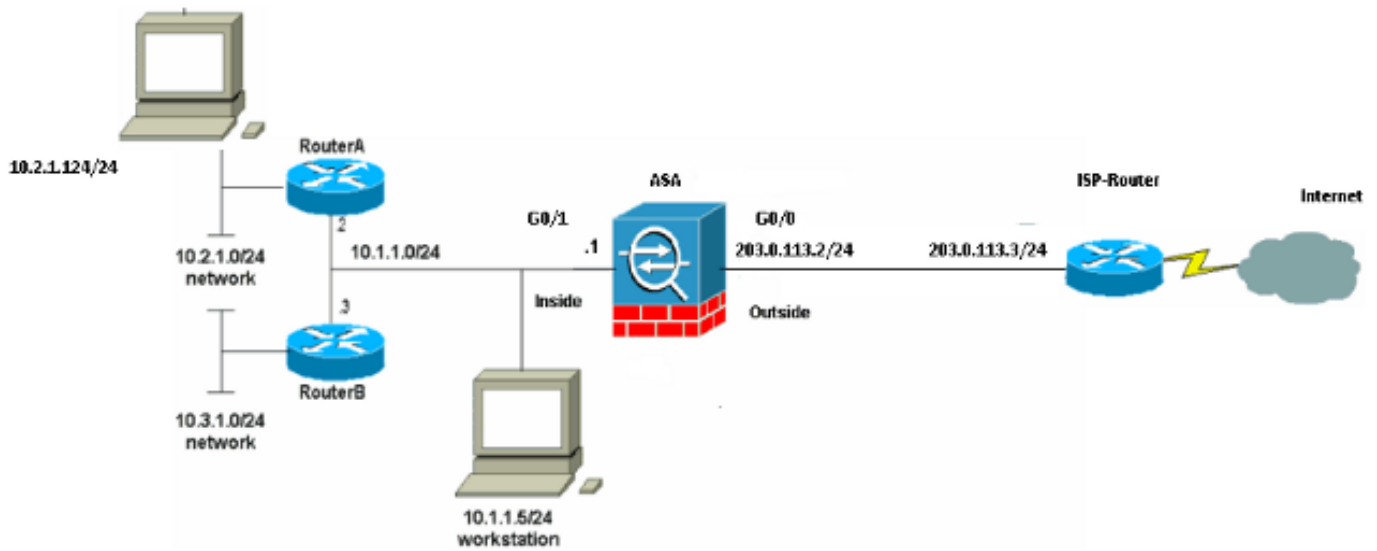 10.2.1.124/24
RouterA
2
10.2.1.0/24
network
10.1.1.0/24
.3
RouterB
10.3.1.0/24
network
G0/1
.1
Inside
ASA
G0/0
203.0.113.2/24
Outside
10.1.1.5/24
workstation
203.0.113.3/24
ISP-Router
Internet